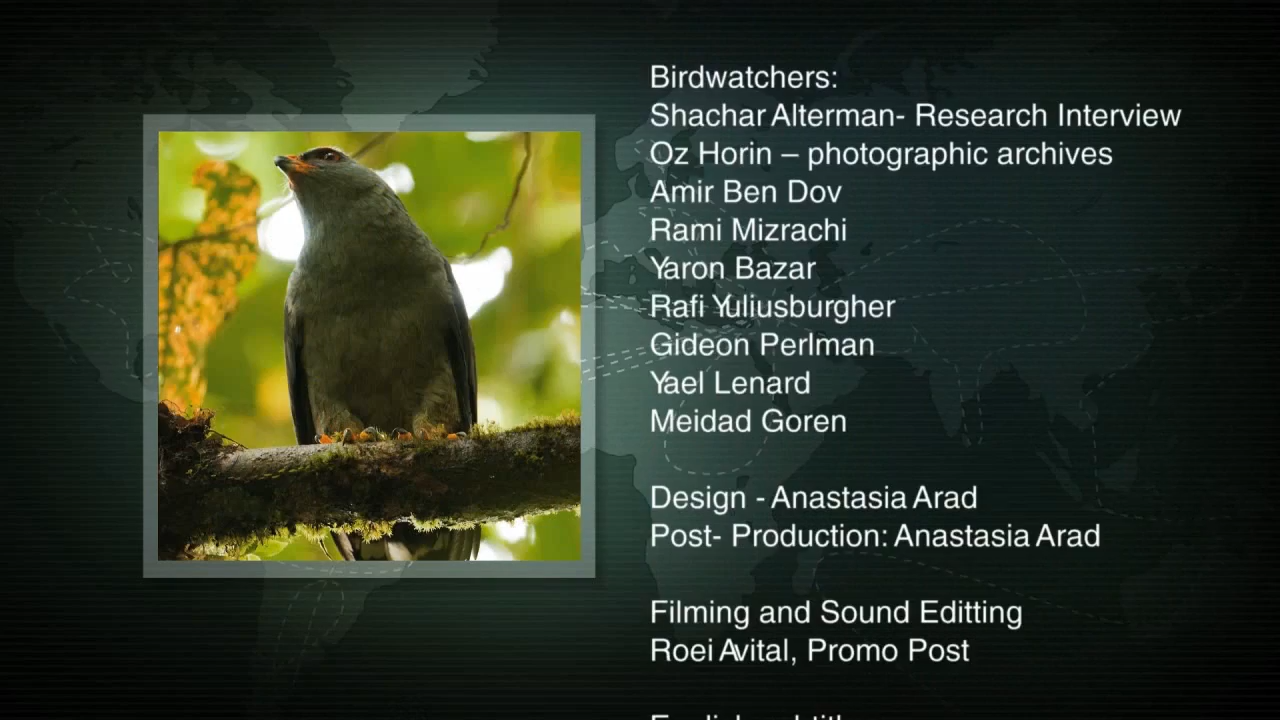 Birdwatchers:
Shachar Alterman- Research Interview
Oz Horin – photographic archives
Amir Ben Dov
Rami Mizrachi
Yaron Bazar
Rafi Yuliusburgher
Gideon Perlman
Yael Lenard
Meidad Goren
Design - Anastasia Arad
Post- Production: Anastasia Arad
Filming and Sound Editting
Roei Avital, Promo Post